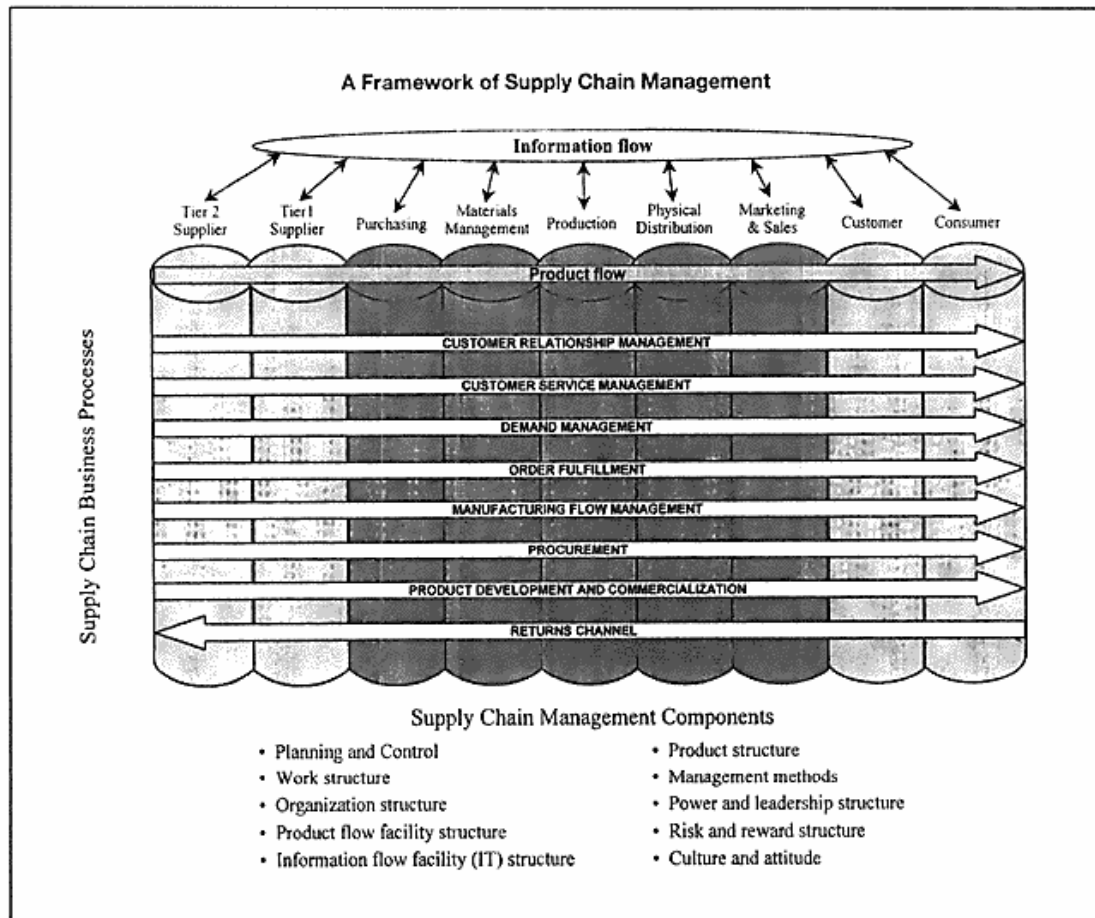 A Framework of Supply Chain Management
Information flow
Tier 2
Supplier
Tier1
Supplier
Purchasing
Materials
Management
Production
Physical
Distribution
Marketing
& Sales
Customer
Consumer
Product flow
Supply Chain Business Processes
CUSTOMER RELATIONSHIP MANAGEMENT
CUSTOMER SERVICE MANAGEMENT
DEMAND MANAGEMENT
ORDER FULFILLMENT
MANUFACTURING FLOW MANAGEMENT
PROCUREMENT
PRODUCT DEVELOPMENT AND COMMERCIALIZATION
RETURNS CHANNEL
Supply Chain Management Components
• Planning and Control
• Work structure
• Organization structure
• Product flow facility structure
• Information flow facility (IT) structure
• Product structure
• Management methods
• Power and leadership structure
• Risk and reward structure
• Culture and attitude